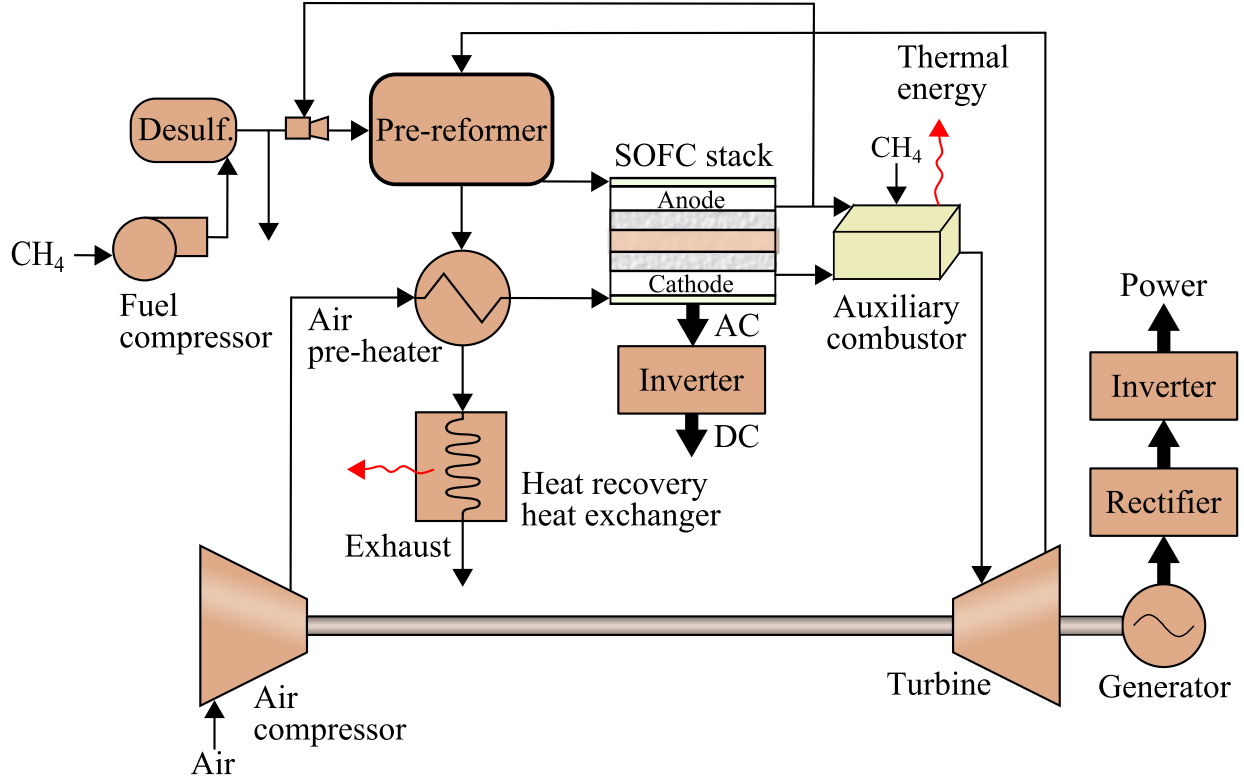 Thermal
energy
Desulf.
Pre-reformer
SOFC stack
CH₄
Anode
Cathode
CH₄
Fuel
compressor
Air
pre-heater
AC
Auxiliary
combustor
Power
Inverter
Inverter
DC
Heat recovery
heat exchanger
Rectifier
Exhaust
Turbine
Generator
Air
compressor
Air